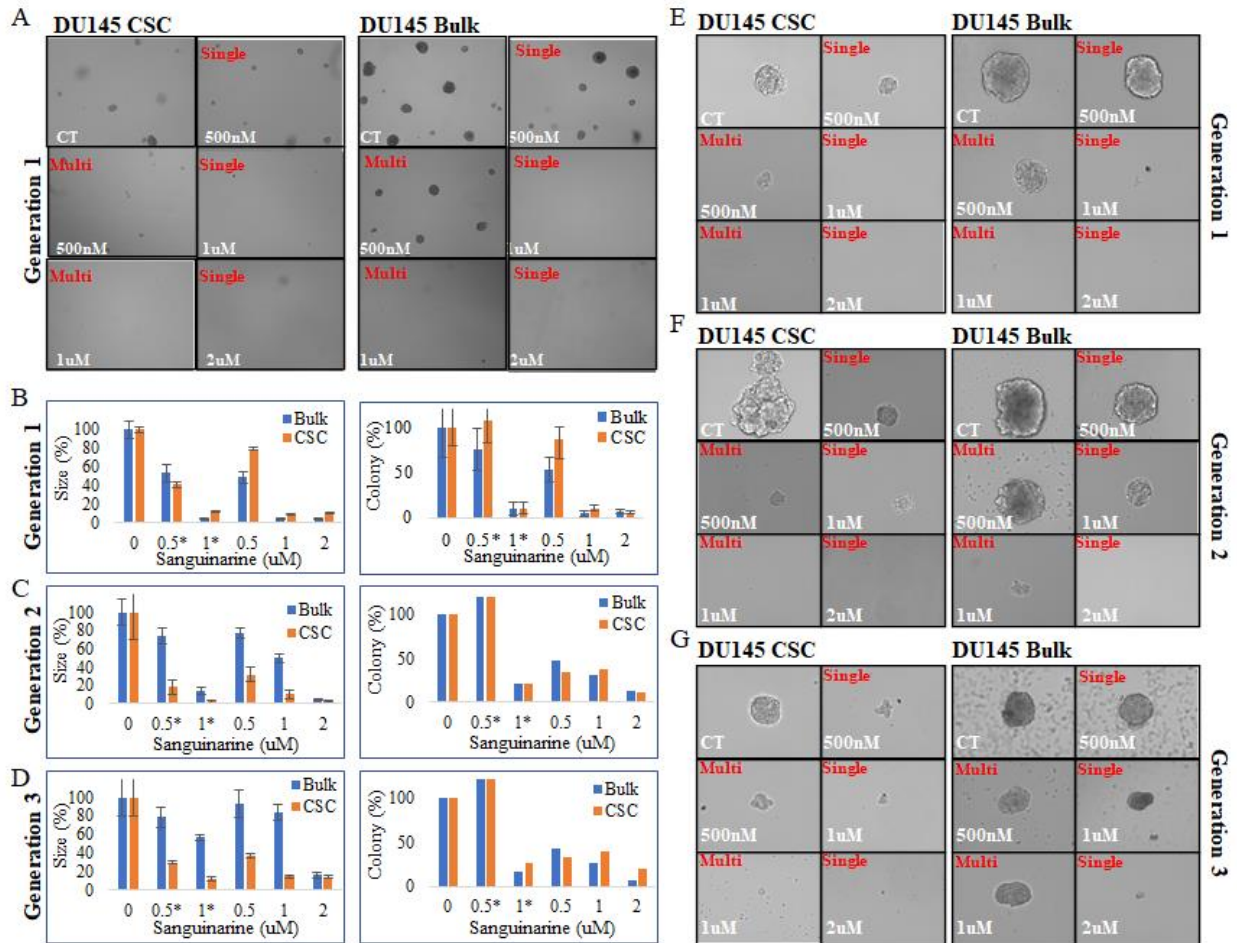 A
DU145 CSC
DU145 Bulk
Generation 1
CT
Single
500nM
CT
Single
500nM
Multi
500nM
Single
1uM
Multi
500nM
Single
1uM
Multi
1uM
Single
2uM
Multi
1uM
Single
2uM
B
Generation 1
Size (%)
100
80
60
40
20
0
Bulk
CSC
0 0.5* 1* 0.5 1 2
Sanguinarine (uM)
Colony (%)
100
50
0
Bulk
CSC
0 0.5* 1* 0.5 1 2
Sanguinarine (uM)
C
Generation 2
Size (%)
100
80
60
40
20
0
Bulk
CSC
0 0.5* 1* 0.5 1 2
Sanguinarine (uM)
Colony (%)
100
50
0
Bulk
CSC
0 0.5* 1* 0.5 1 2
Sanguinarine (uM)
D
Generation 3
Size (%)
100
80
60
40
20
0
Bulk
CSC
0 0.5* 1* 0.5 1 2
Sanguinarine (uM)
Colony (%)
100
50
0
Bulk
CSC
0 0.5* 1* 0.5 1 2
Sanguinarine (uM)
E
DU145 CSC
DU145 Bulk
Generation 1
CT
Single
500nM
CT
Single
500nM
Multi
500nM
Single
1uM
Multi
500nM
Single
1uM
Multi
1uM
Single
2uM
Multi
1uM
Single
2uM
F
DU145 CSC
DU145 Bulk
Generation 2
CT
Single
500nM
CT
Single
500nM
Multi
500nM
Single
1uM
Multi
500nM
Single
1uM
Multi
1uM
Single
2uM
Multi
1uM
Single
2uM
G
DU145 CSC
DU145 Bulk
Generation 3
CT
Single
500nM
CT
Single
500nM
Multi
500nM
Single
1uM
Multi
500nM
Single
1uM
Multi
1uM
Single
2uM
Multi
1uM
Single
2uM